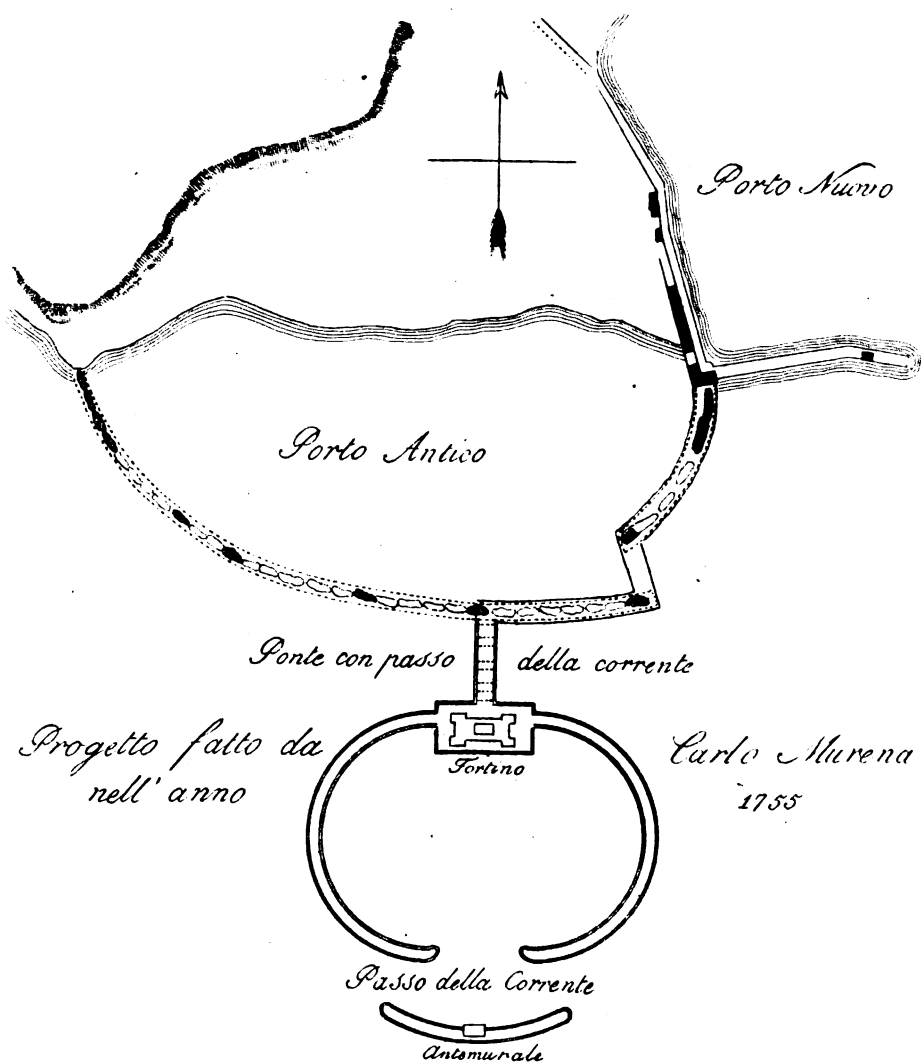 Porto Nuovo
Porto Antico
Ponte con passo della corrente
Progetto fatto da Carlo Murena
nell' anno 1755
Fortino
Passo della Corrente
Antemurale